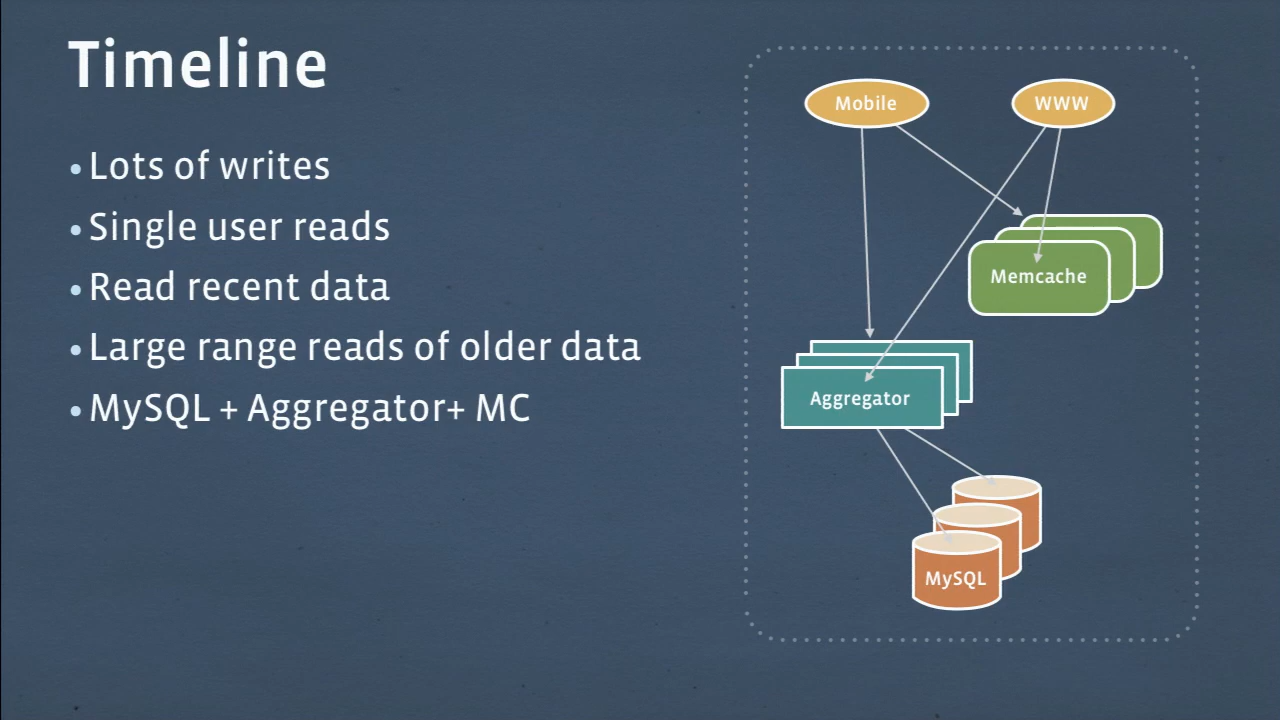 Timeline
• Lots of writes
• Single user reads
• Read recent data
• Large range reads of older data
• MySQL + Aggregator+ MC
Mobile
WWW
Memcache
Aggregator
MySQL